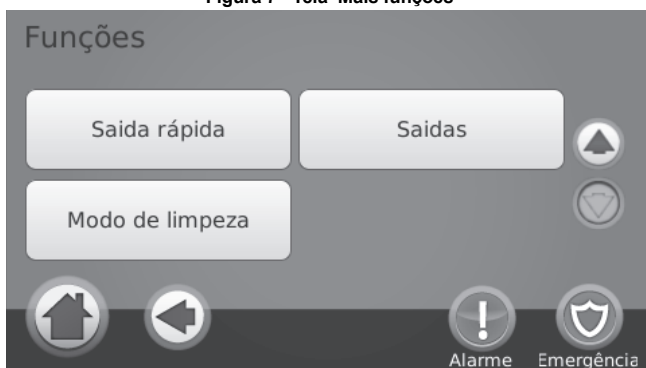 Figura 7 - Tela "Mais funções"
Funções
Saida rápida
Saidas
Modo de limpeza
Alarme
Emergência